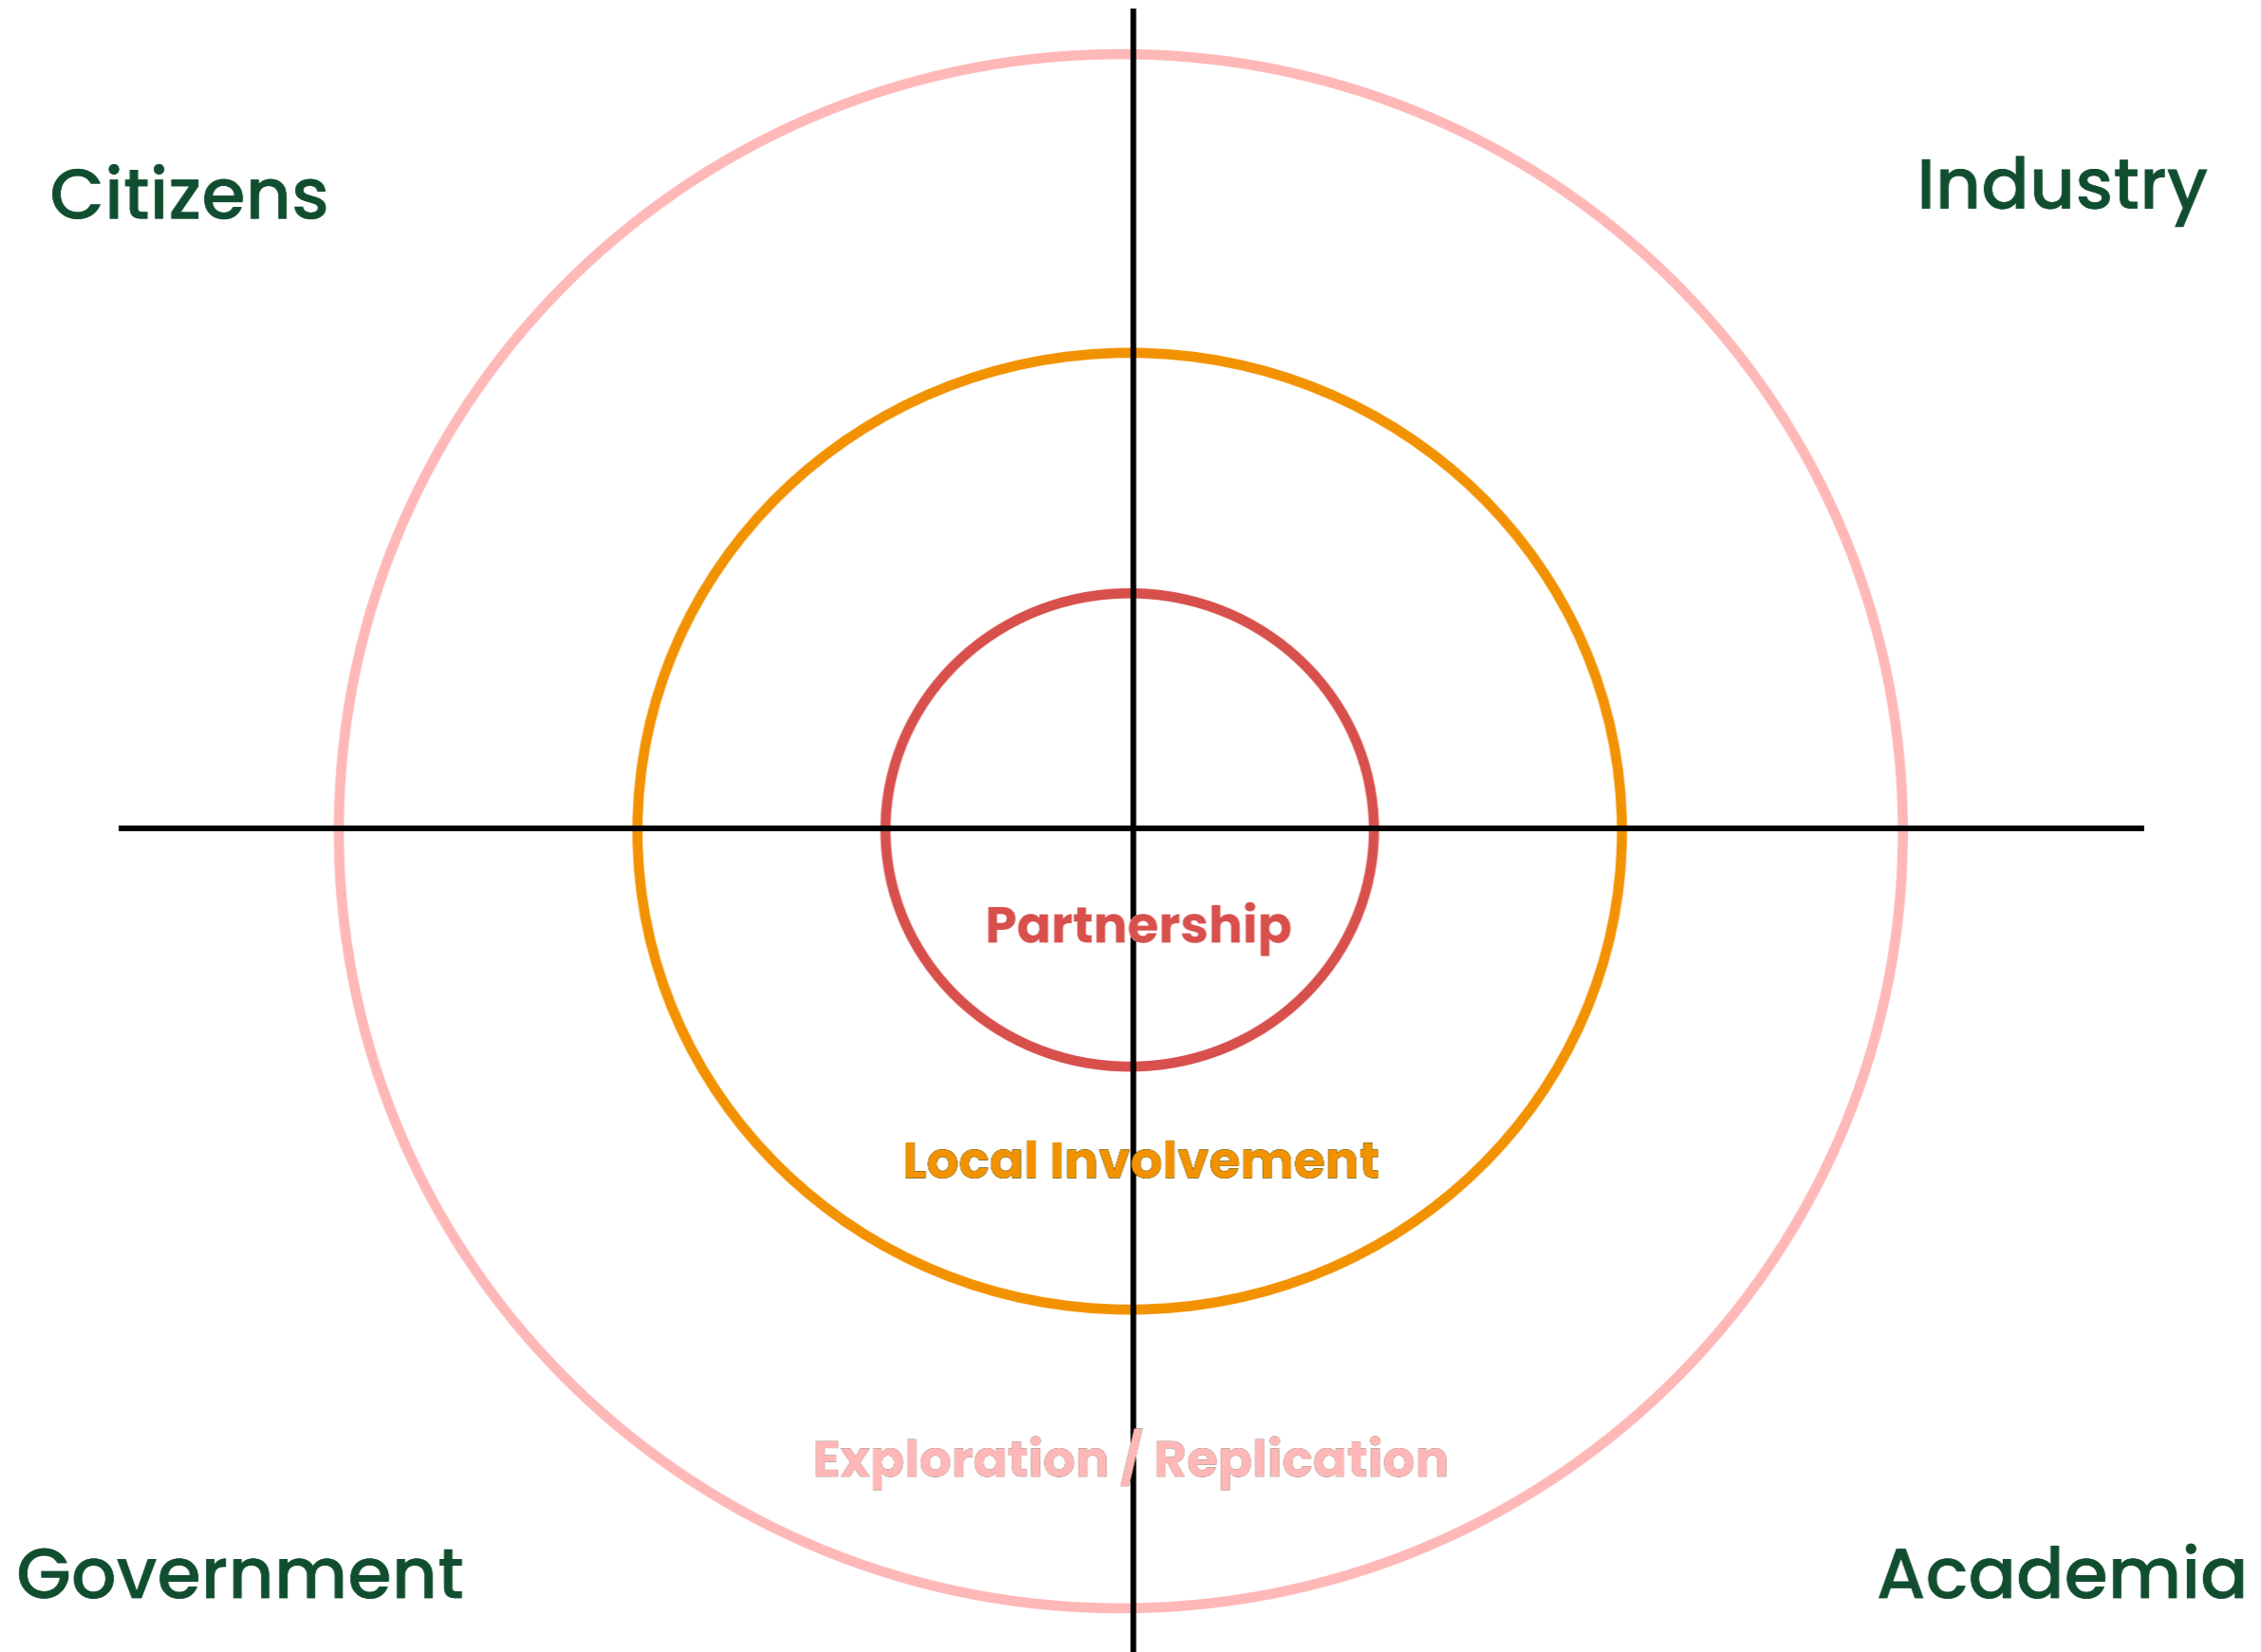 Citizens
Industry
Partnership
Local Involvement
Exploration / Replication
Government
Academia